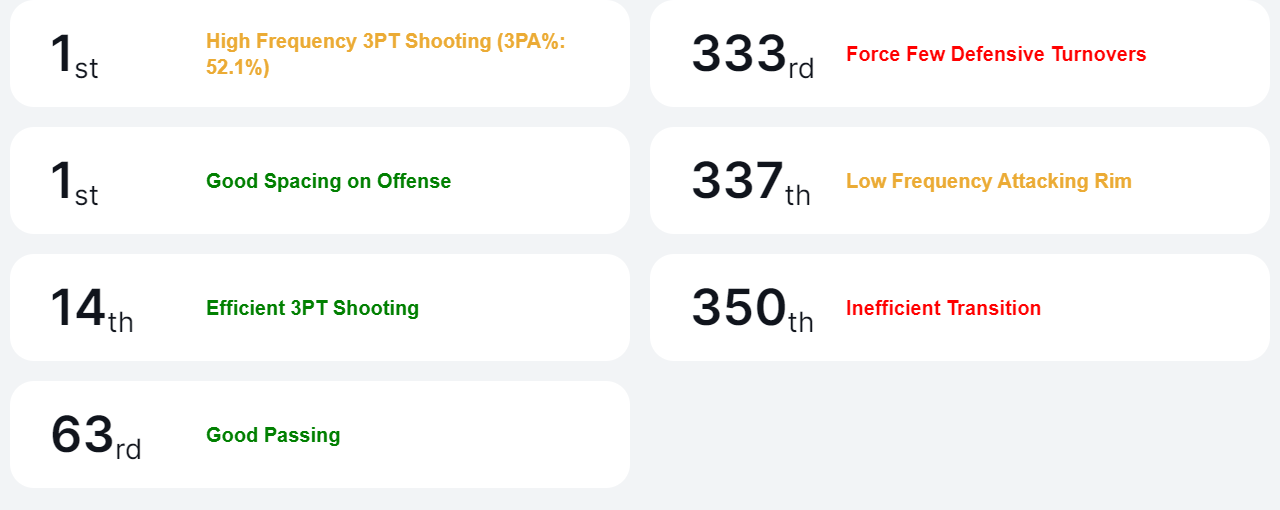 1st
High Frequency 3PT Shooting (3PA%:
52.1%)
333rd
Force Few Defensive Turnovers
1st
Good Spacing on Offense
337th
Low Frequency Attacking Rim
14th
Efficient 3PT Shooting
350th
Inefficient Transition
63rd
Good Passing